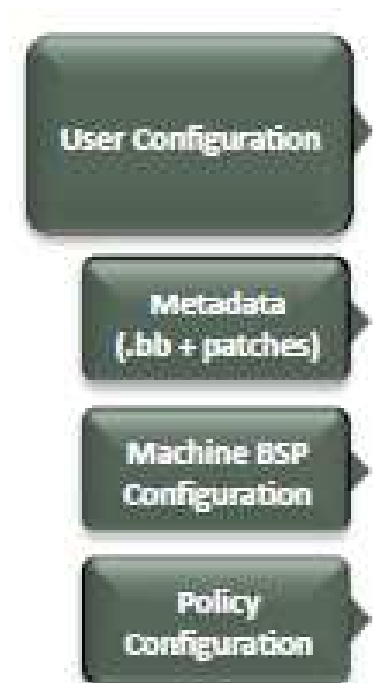 User Configuration
Metadata
(.bb + patches)
Machine BSP
Configuration
Policy
Configuration